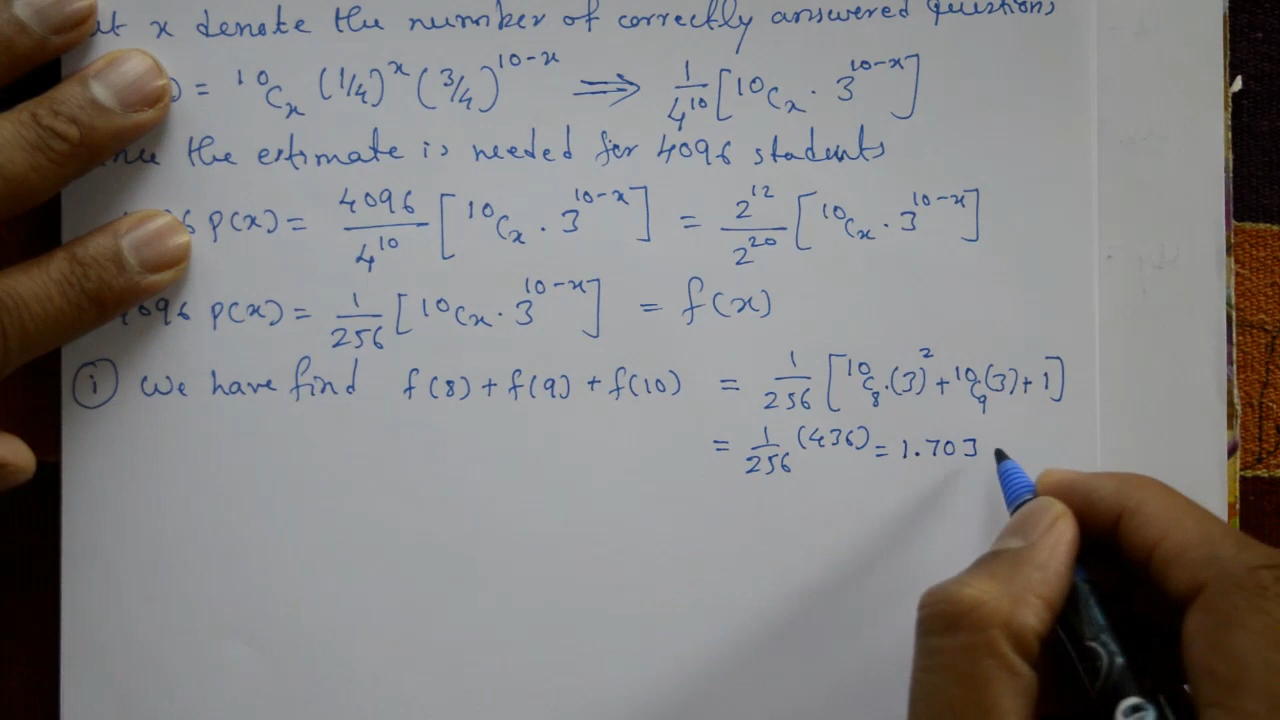 x denote the number of correctly answered questions
) = ¹⁰Cₓ (1/4)ˣ (3/4)¹⁰⁻ˣ ⟹ 1/4¹⁰ [¹⁰Cₓ · 3¹⁰⁻ˣ]
the estimate is needed for 4096 students
6 p(x) = 4096/4¹⁰ [¹⁰Cₓ · 3¹⁰⁻ˣ] = 2¹²/2²⁰ [¹⁰Cₓ · 3¹⁰⁻ˣ]
4096 p(x) = 1/256 [¹⁰Cₓ · 3¹⁰⁻ˣ] = f(x)
(i) We have find f(8) + f(9) + f(10) = 1/256 [¹⁰C₈ · (3)² + ¹⁰C₉ (3) + 1]
= 1/256 (436) = 1.703